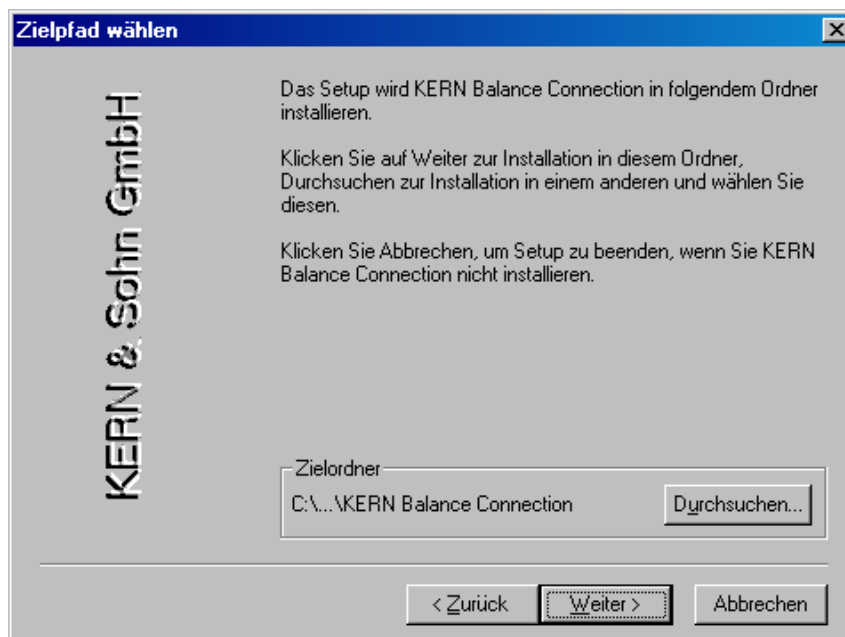 Zielpfad wählen
KERN & Sohn GmbH
Das Setup wird KERN Balance Connection in folgendem Ordner
installieren.
Klicken Sie auf Weiter zur Installation in diesem Ordner,
Durchsuchen zur Installation in einem anderen und wählen Sie
diesen.
Klicken Sie Abbrechen, um Setup zu beenden, wenn Sie KERN
Balance Connection nicht installieren.
Zielordner
C:\...\KERN Balance Connection
Durchsuchen...
< Zurück
Weiter >
Abbrechen